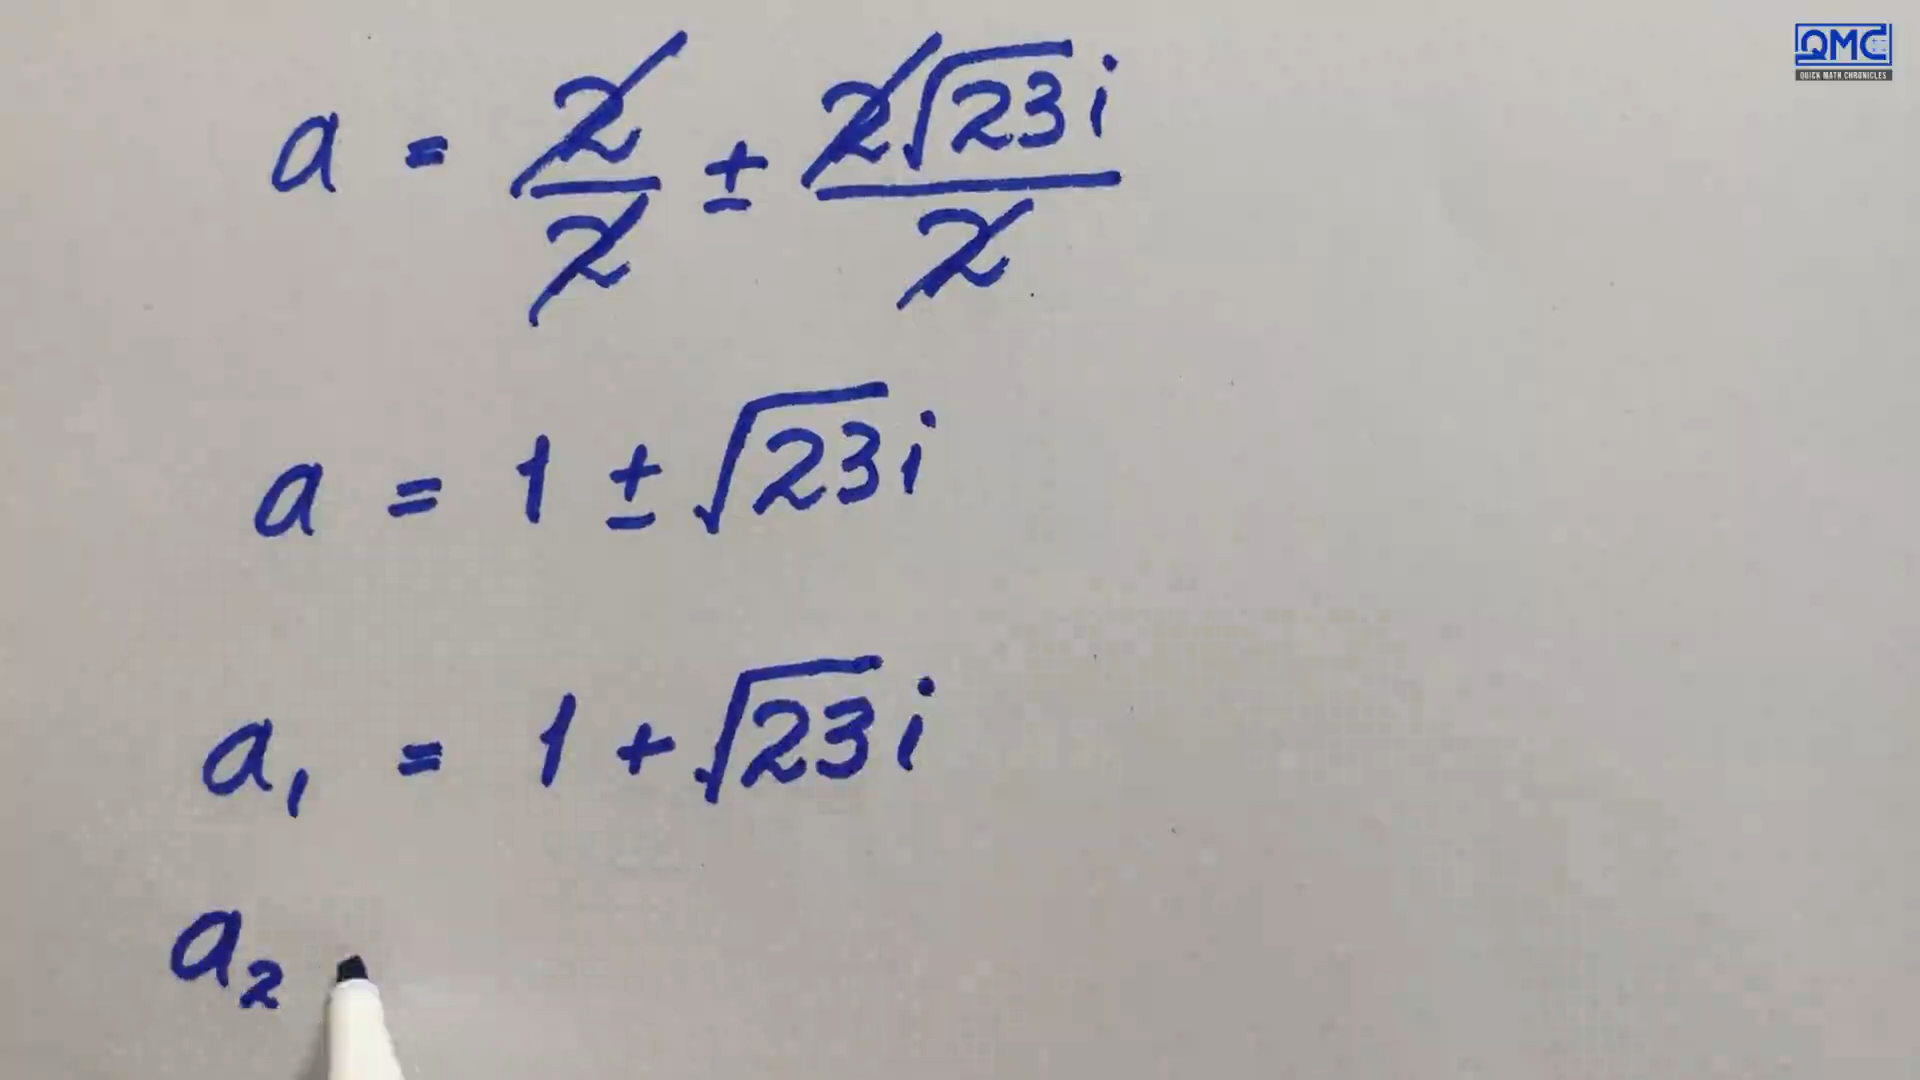 QMC
QUICK MATH CHRONICLES
a = 2/2 ± 2√23i/2
a = 1 ± √23i
a₁ = 1 + √23i
a₂